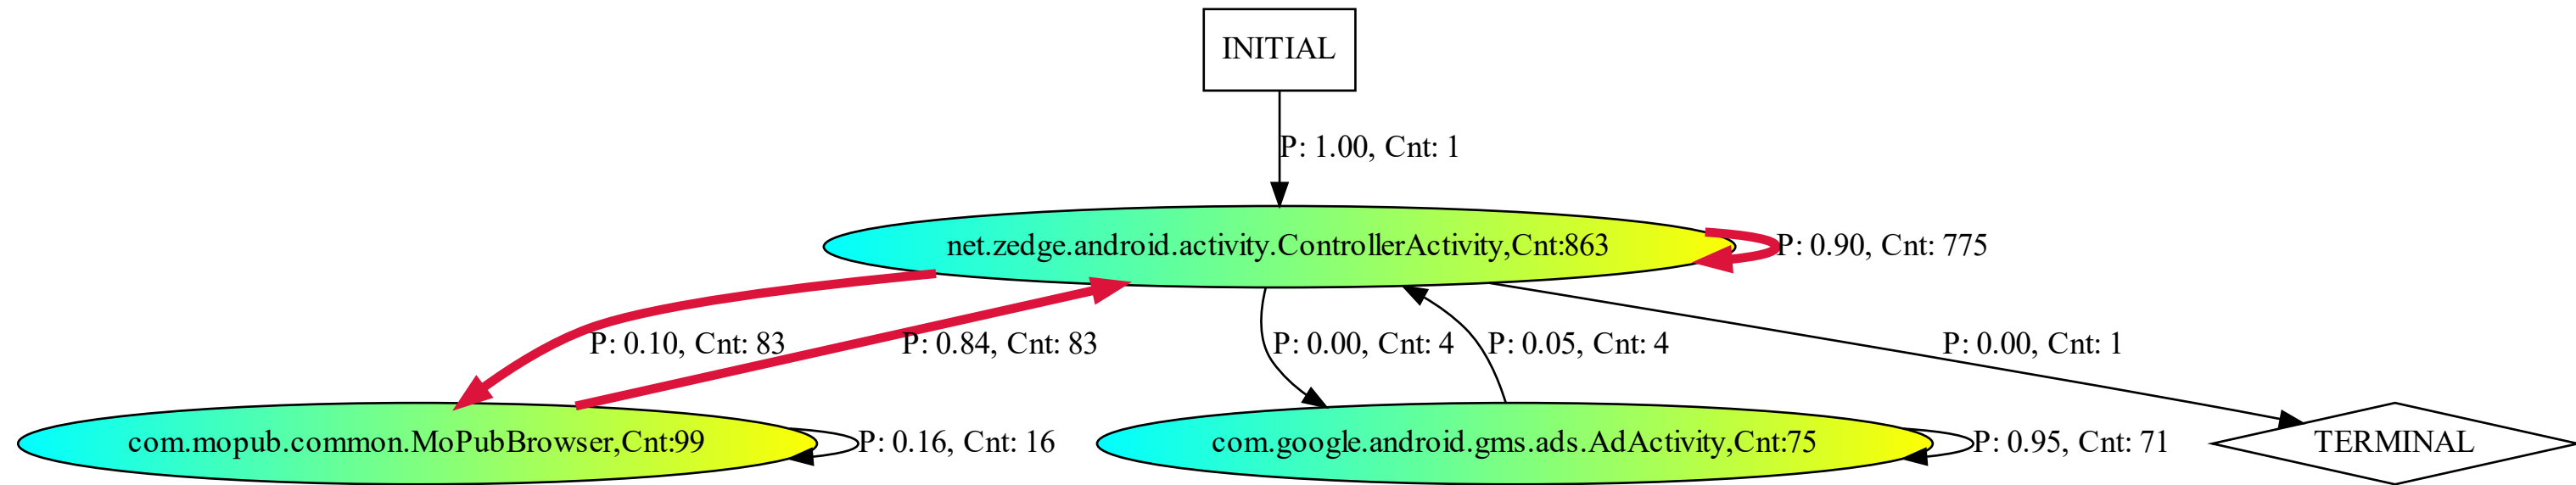 INITIAL
P: 1.00, Cnt: 1
net.zedge.android.activity.ControllerActivity,Cnt:863
P: 0.90, Cnt: 775
P: 0.10, Cnt: 83
P: 0.84, Cnt: 83
P: 0.00, Cnt: 4
P: 0.05, Cnt: 4
P: 0.00, Cnt: 1
com.mopub.common.MoPubBrowser,Cnt:99
P: 0.16, Cnt: 16
com.google.android.gms.ads.AdActivity,Cnt:75
P: 0.95, Cnt: 71
TERMINAL